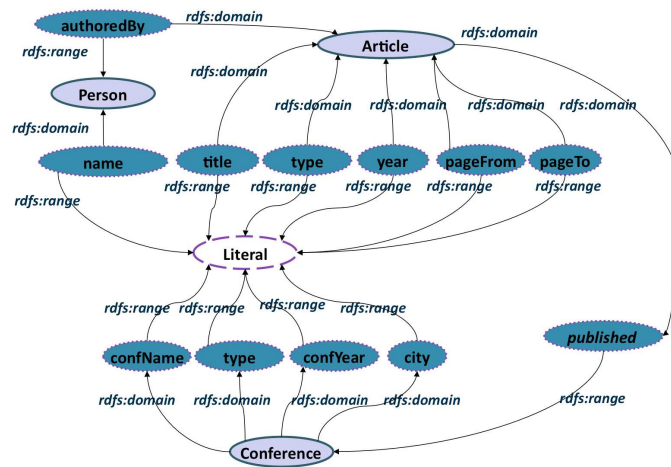 authoredBy
rdfs:domain
rdfs:range
rdfs:domain
Article
rdfs:domain
Person
rdfs:domain
rdfs:domain
rdfs:domain
rdfs:domain
rdfs:domain
rdfs:domain
name
title
type
year
pageFrom
pageTo
rdfs:range
rdfs:range
rdfs:range
rdfs:range
rdfs:range
rdfs:range
Literal
rdfs:range
rdfs:range
rdfs:range
rdfs:range
confName
type
confYear
city
published
rdfs:domain
rdfs:domain
rdfs:domain
rdfs:domain
rdfs:range
Conference